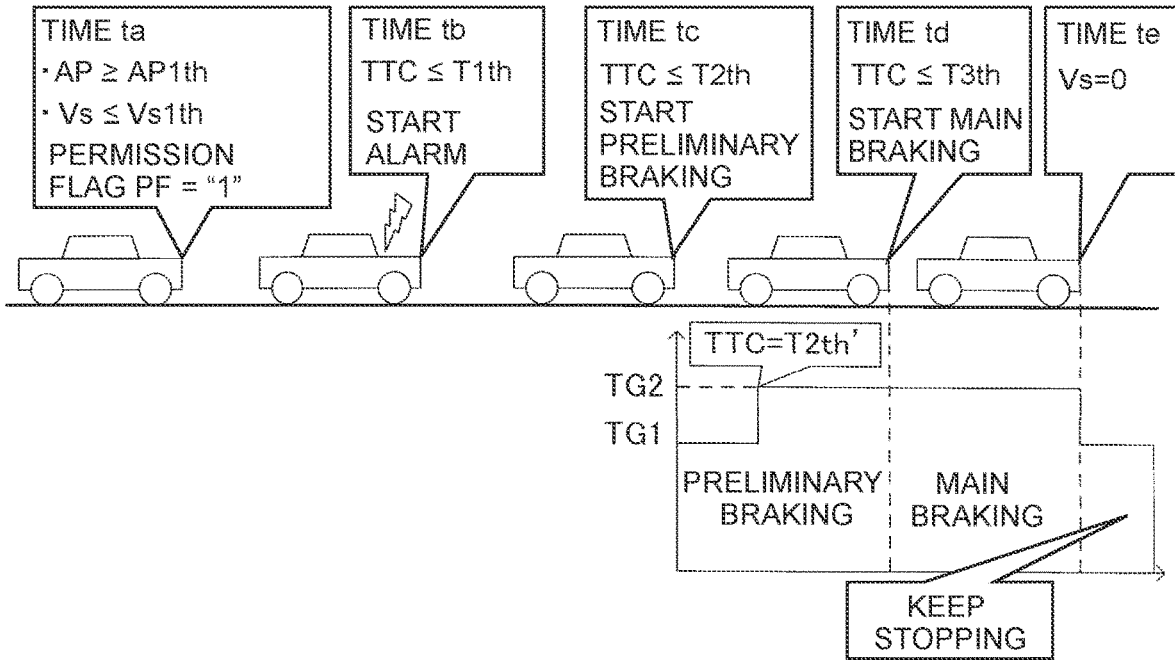 TIME ta
・AP ≥ AP1th
・Vs ≤ Vs1th
PERMISSION
FLAG PF = “1”
TIME tb
TTC ≤ T1th
START
ALARM
TIME tc
TTC ≤ T2th
START
PRELIMINARY
BRAKING
TIME td
TTC ≤ T3th
START MAIN
BRAKING
TIME te
Vs=0
TTC=T2th’
TG2
TG1
PRELIMINARY
BRAKING
MAIN
BRAKING
KEEP
STOPPING